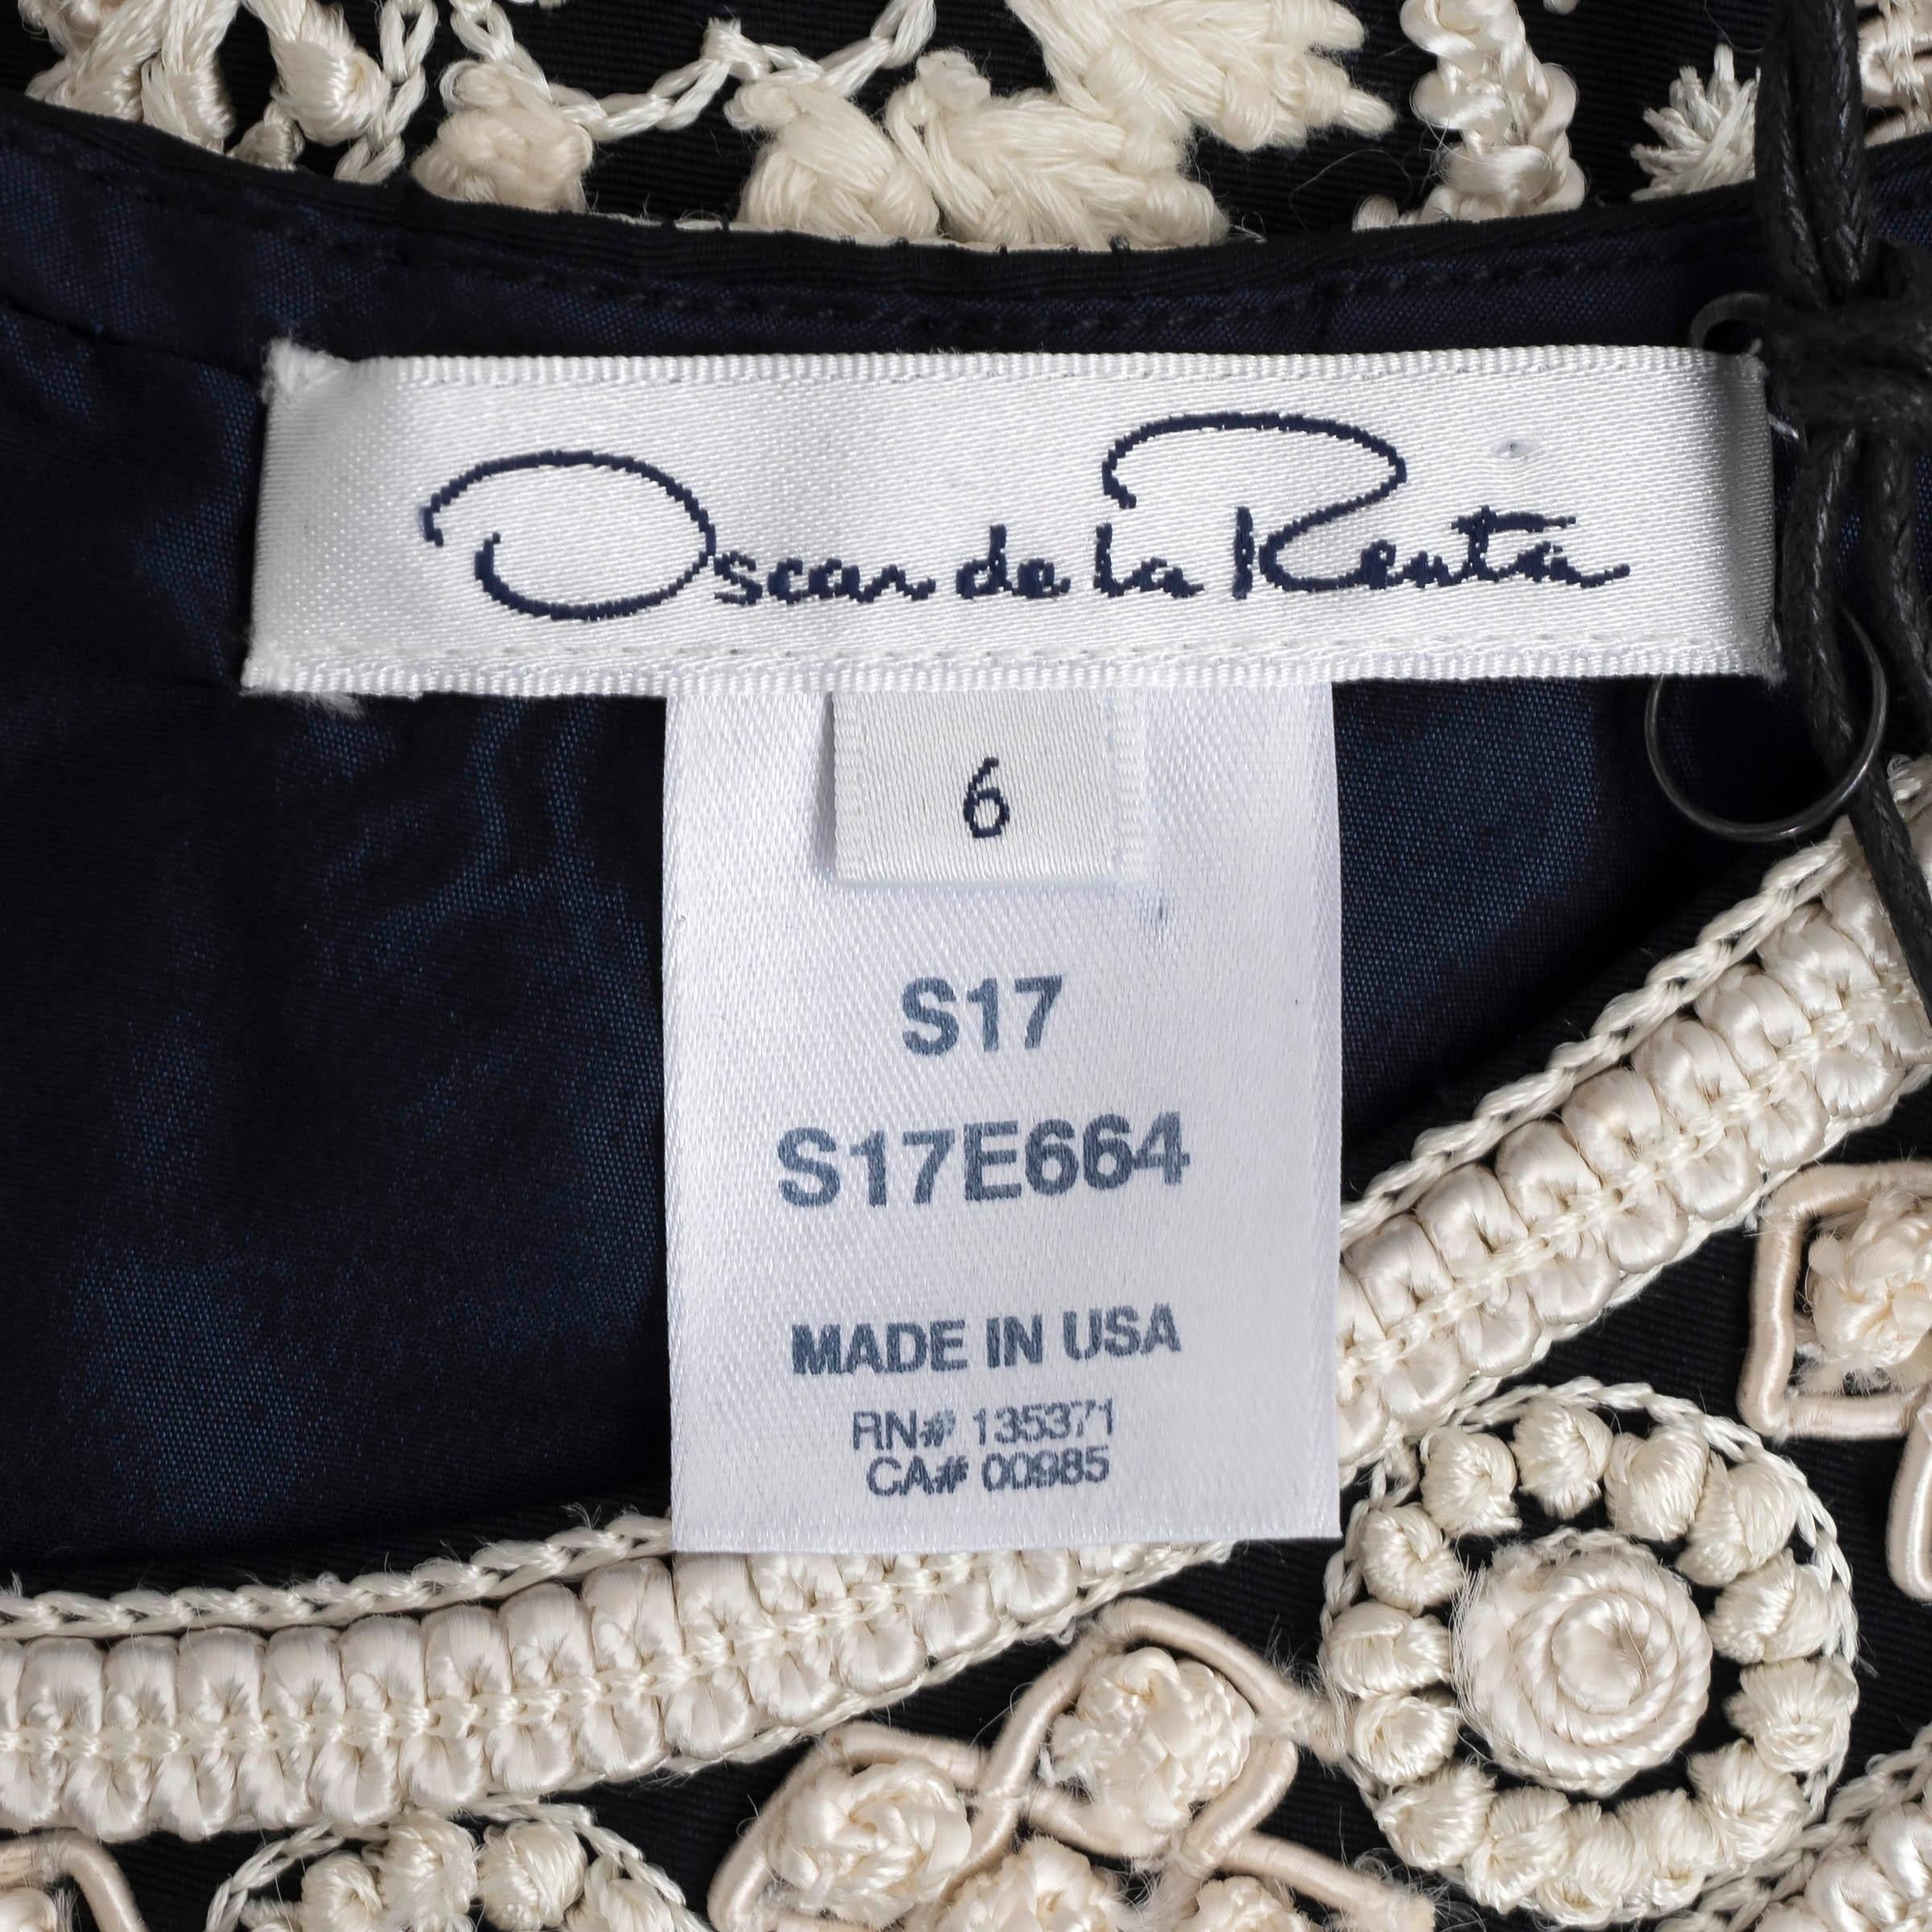 Oscar de la Renta
6
S17
S17E664
MADE IN USA
RN# 135371
CA# 00985